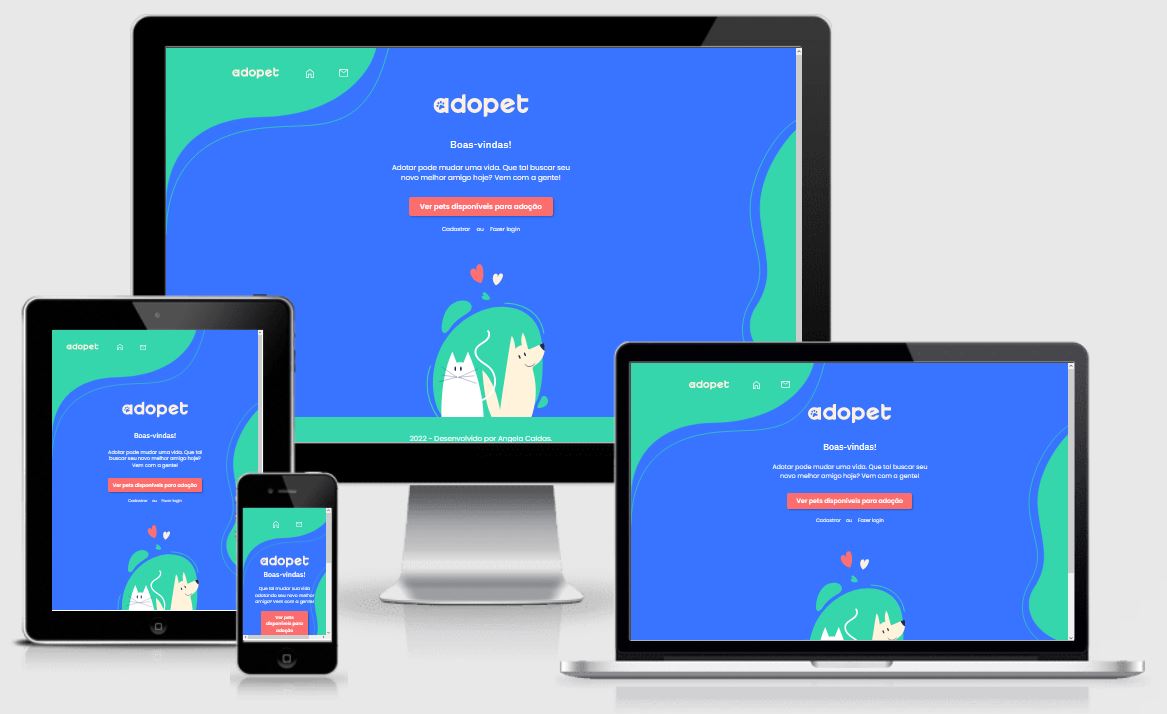 adopet
adopet
Boas-vindas!
Adotar pode mudar uma vida. Que tal buscar seu
novo melhor amigo hoje? Vem com a gente!
Ver pets disponíveis para adoção
Cadastrar ou Fazer login
2022 - Desenvolvido por Angela Caldas.
adopet
adopet
Boas-vindas!
Adotar pode mudar uma vida. Que tal
buscar seu novo melhor amigo hoje?
Vem com a gente!
Ver pets disponíveis para adoção
Cadastrar ou Fazer login
adopet
Boas-vindas!
Que tal mudar sua vida
adotando seu novo melhor
amigo? Vem com a gente!
Ver pets
disponíveis para
adoção
adopet
adopet
Boas-vindas!
Adotar pode mudar uma vida. Que tal buscar seu
novo melhor amigo hoje? Vem com a gente!
Ver pets disponíveis para adoção
Cadastrar ou Fazer login